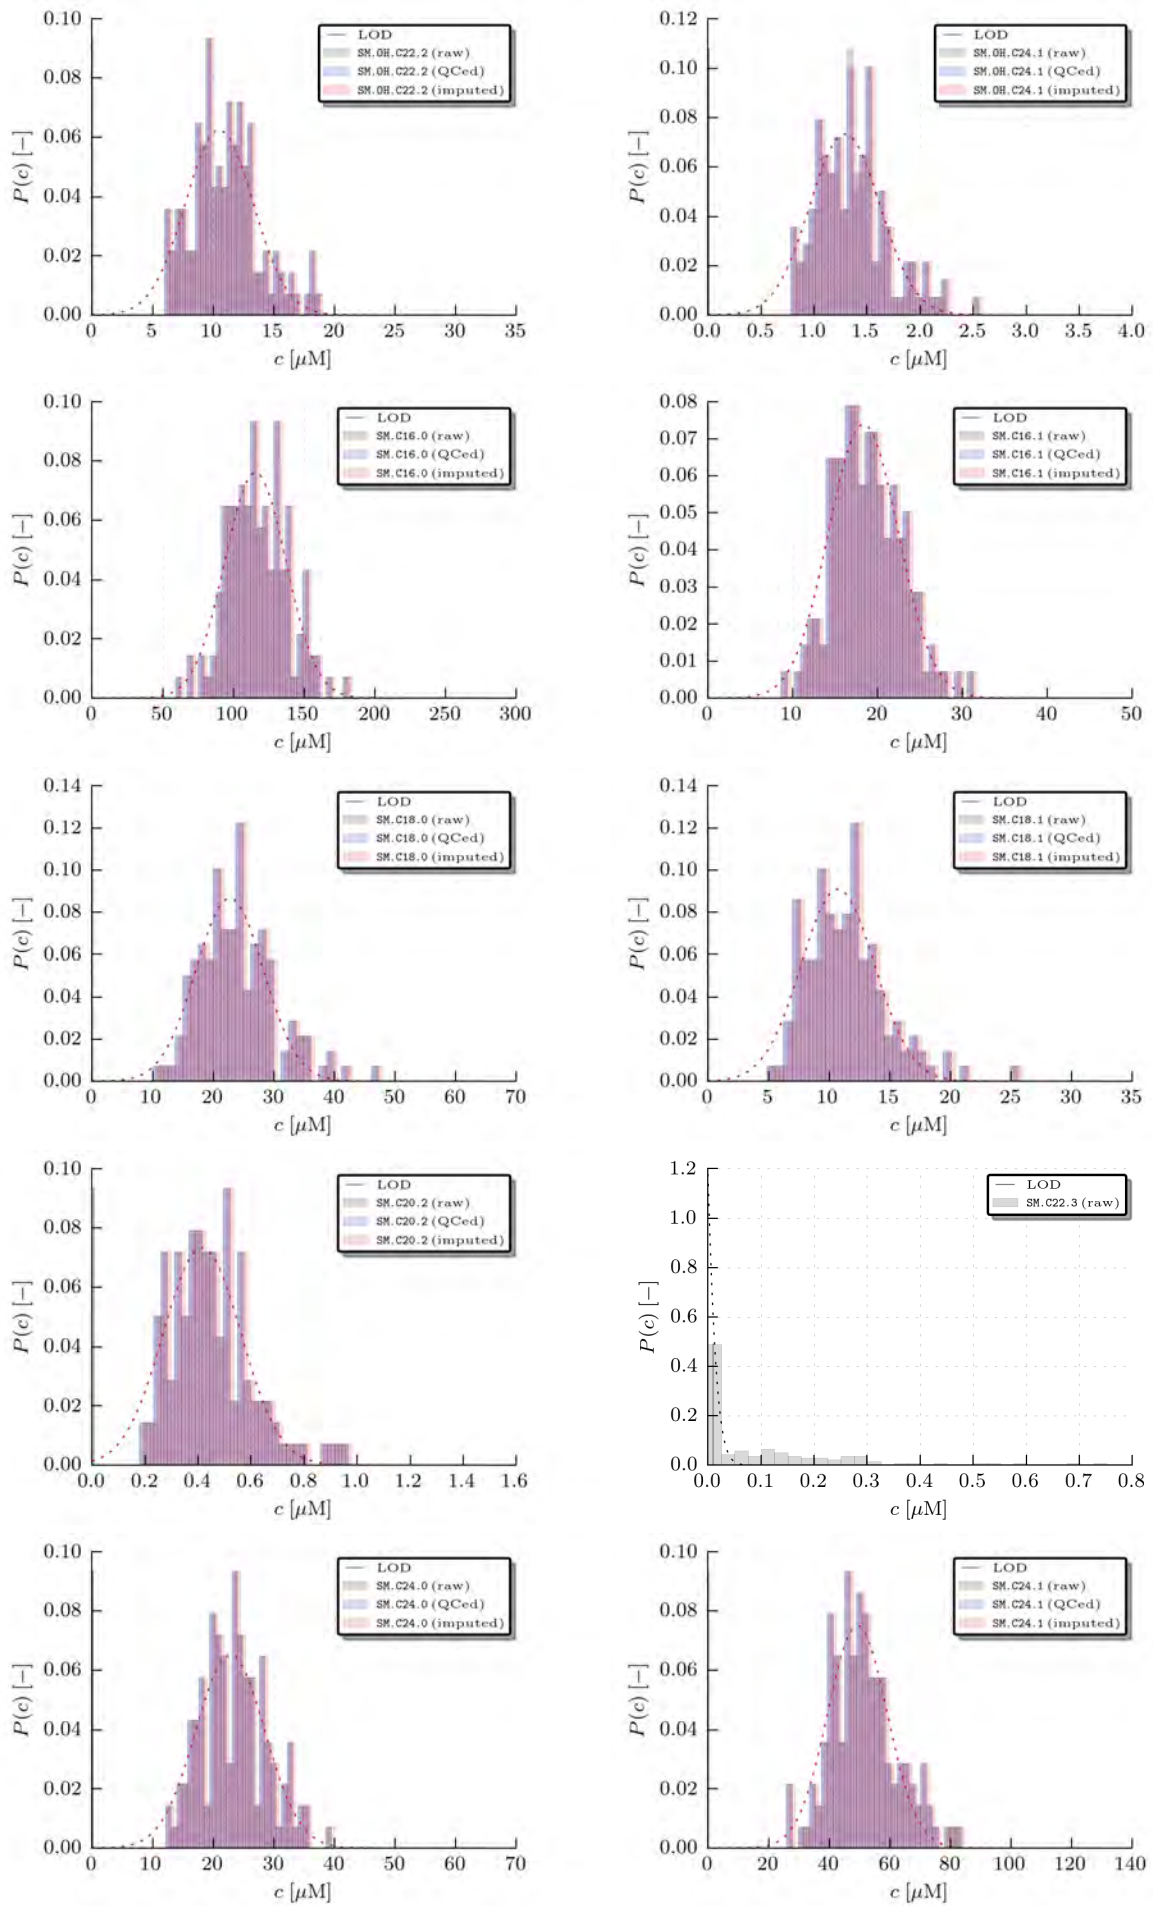 0.10
0.08
0.06
0.04
0.02
0.00
P(c) [−]
0 5 10 15 20 25 30 35
c [μM]
LOD
SM.OH.C22.2 (raw)
SM.OH.C22.2 (QCed)
SM.OH.C22.2 (imputed)
0.12
0.10
0.08
0.06
0.04
0.02
0.00
P(c) [−]
0.0 0.5 1.0 1.5 2.0 2.5 3.0 3.5 4.0
c [μM]
LOD
SM.OH.C24.1 (raw)
SM.OH.C24.1 (QCed)
SM.OH.C24.1 (imputed)
0.10
0.08
0.06
0.04
0.02
0.00
P(c) [−]
0 50 100 150 200 250 300
c [μM]
LOD
SM.C16.0 (raw)
SM.C16.0 (QCed)
SM.C16.0 (imputed)
0.08
0.07
0.06
0.05
0.04
0.03
0.02
0.01
0.00
P(c) [−]
0 10 20 30 40 50
c [μM]
LOD
SM.C16.1 (raw)
SM.C16.1 (QCed)
SM.C16.1 (imputed)
0.14
0.12
0.10
0.08
0.06
0.04
0.02
0.00
P(c) [−]
0 10 20 30 40 50 60 70
c [μM]
LOD
SM.C18.0 (raw)
SM.C18.0 (QCed)
SM.C18.0 (imputed)
0.14
0.12
0.10
0.08
0.06
0.04
0.02
0.00
P(c) [−]
0 5 10 15 20 25 30 35
c [μM]
LOD
SM.C18.1 (raw)
SM.C18.1 (QCed)
SM.C18.1 (imputed)
0.10
0.08
0.06
0.04
0.02
0.00
P(c) [−]
0.0 0.2 0.4 0.6 0.8 1.0 1.2 1.4 1.6
c [μM]
LOD
SM.C20.2 (raw)
SM.C20.2 (QCed)
SM.C20.2 (imputed)
1.2
1.0
0.8
0.6
0.4
0.2
0.0
P(c) [−]
0.0 0.1 0.2 0.3 0.4 0.5 0.6 0.7 0.8
c [μM]
LOD
SM.C22.3 (raw)
0.10
0.08
0.06
0.04
0.02
0.00
P(c) [−]
0 10 20 30 40 50 60 70
c [μM]
LOD
SM.C24.0 (raw)
SM.C24.0 (QCed)
SM.C24.0 (imputed)
0.10
0.08
0.06
0.04
0.02
0.00
P(c) [−]
0 20 40 60 80 100 120 140
c [μM]
LOD
SM.C24.1 (raw)
SM.C24.1 (QCed)
SM.C24.1 (imputed)